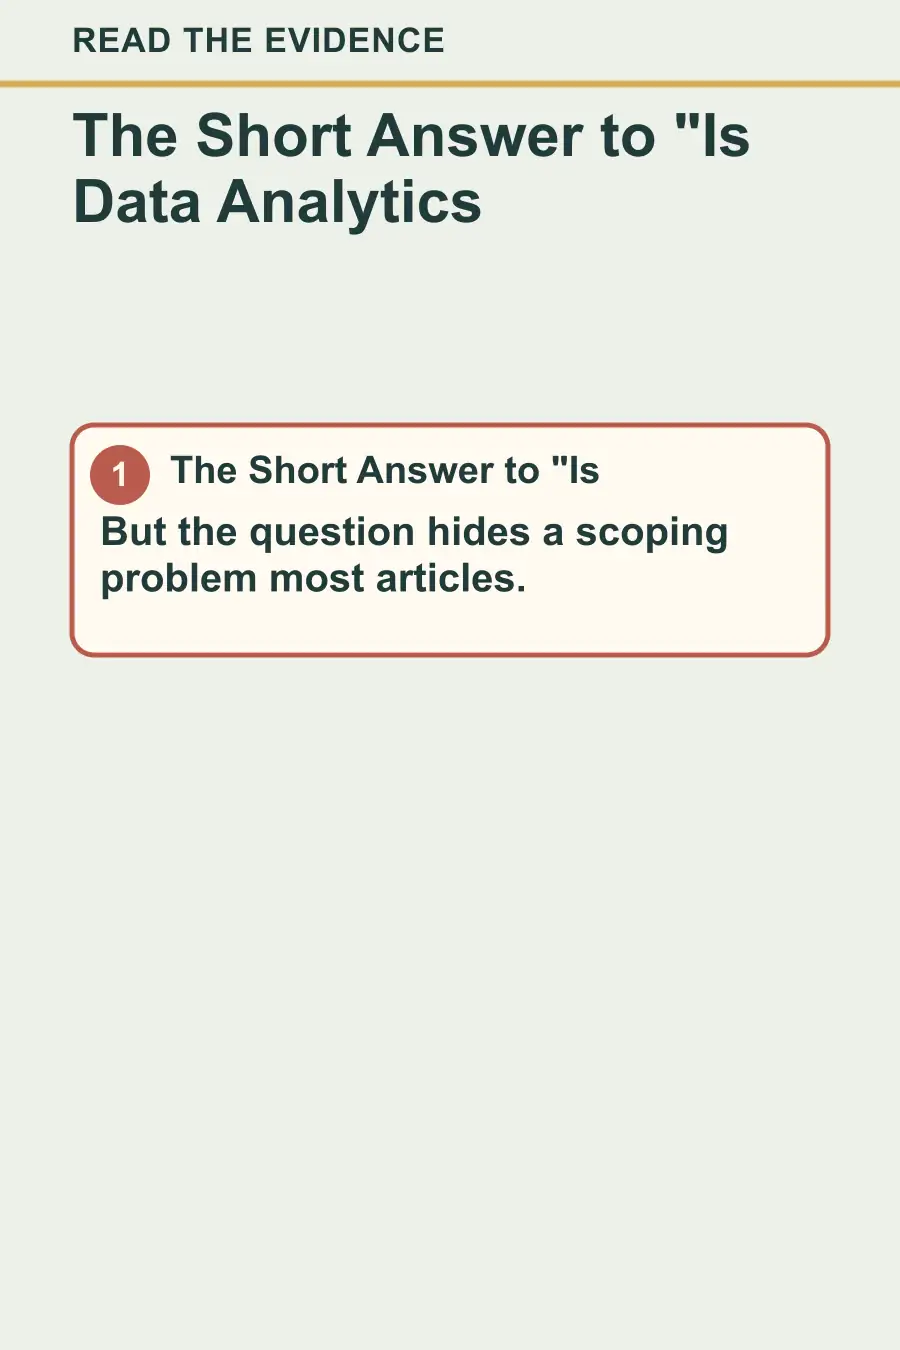 READ THE EVIDENCE
The Short Answer to "Is
Data Analytics
1 The Short Answer to "Is
But the question hides a scoping
problem most articles.